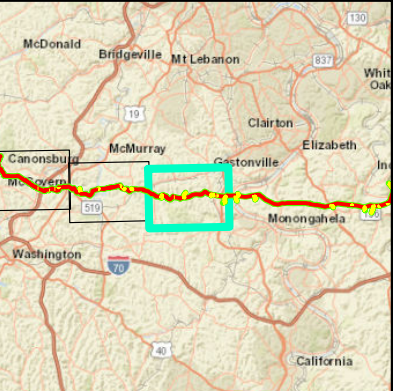 130
McDonald
Bridgeville
Mt Lebanon
837
Whit
Oak
19
Clairton
McMurray
Elizabeth
Canonsburg
Gastonville
In
McGovern
519
Monongahela
Washington
70
40
California